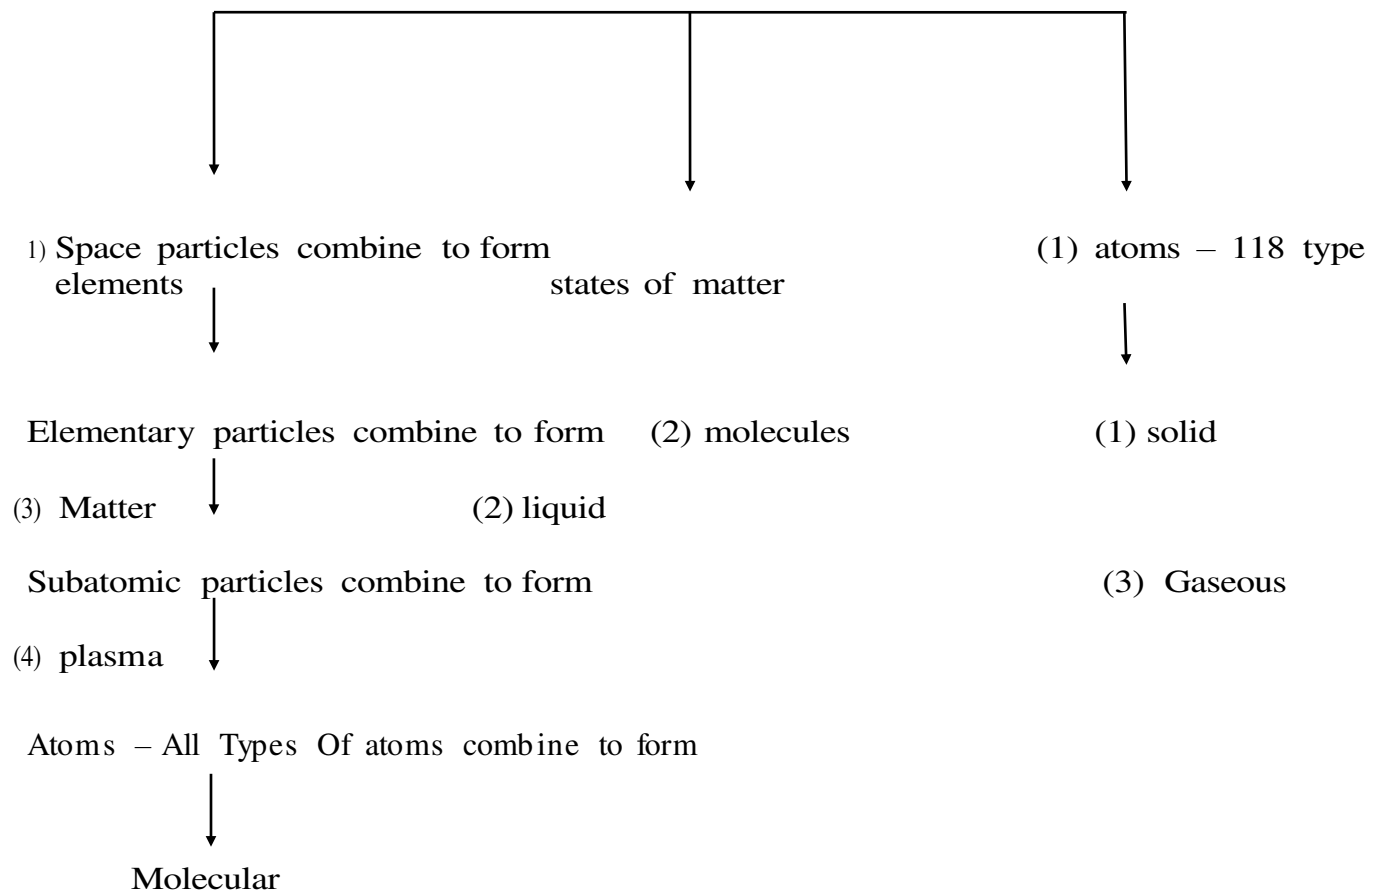 1) Space particles combine to form (1) atoms – 118 type
elements states of matter
Elementary particles combine to form (2) molecules (1) solid
(3) Matter (2) liquid
Subatomic particles combine to form (3) Gaseous
(4) plasma
Atoms – All Types Of atoms combine to form
Molecular